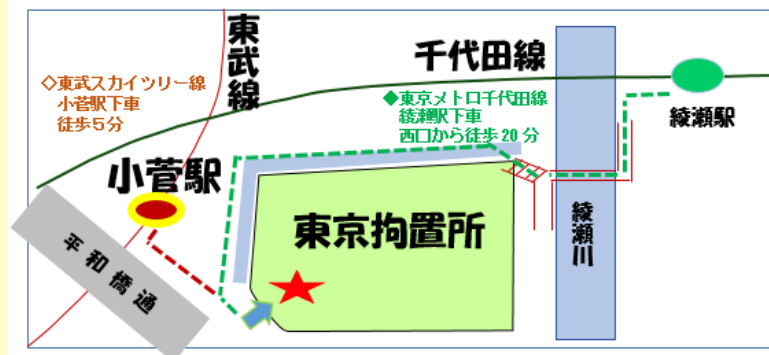 東武線
千代田線
◇東武スカイツリー線
小菅駅下車
徒歩5分
◆東京メトロ千代田線
綾瀬駅下車
西口から徒歩20分
綾瀬駅
小菅駅
東京拘置所
綾瀬川
平和橋通